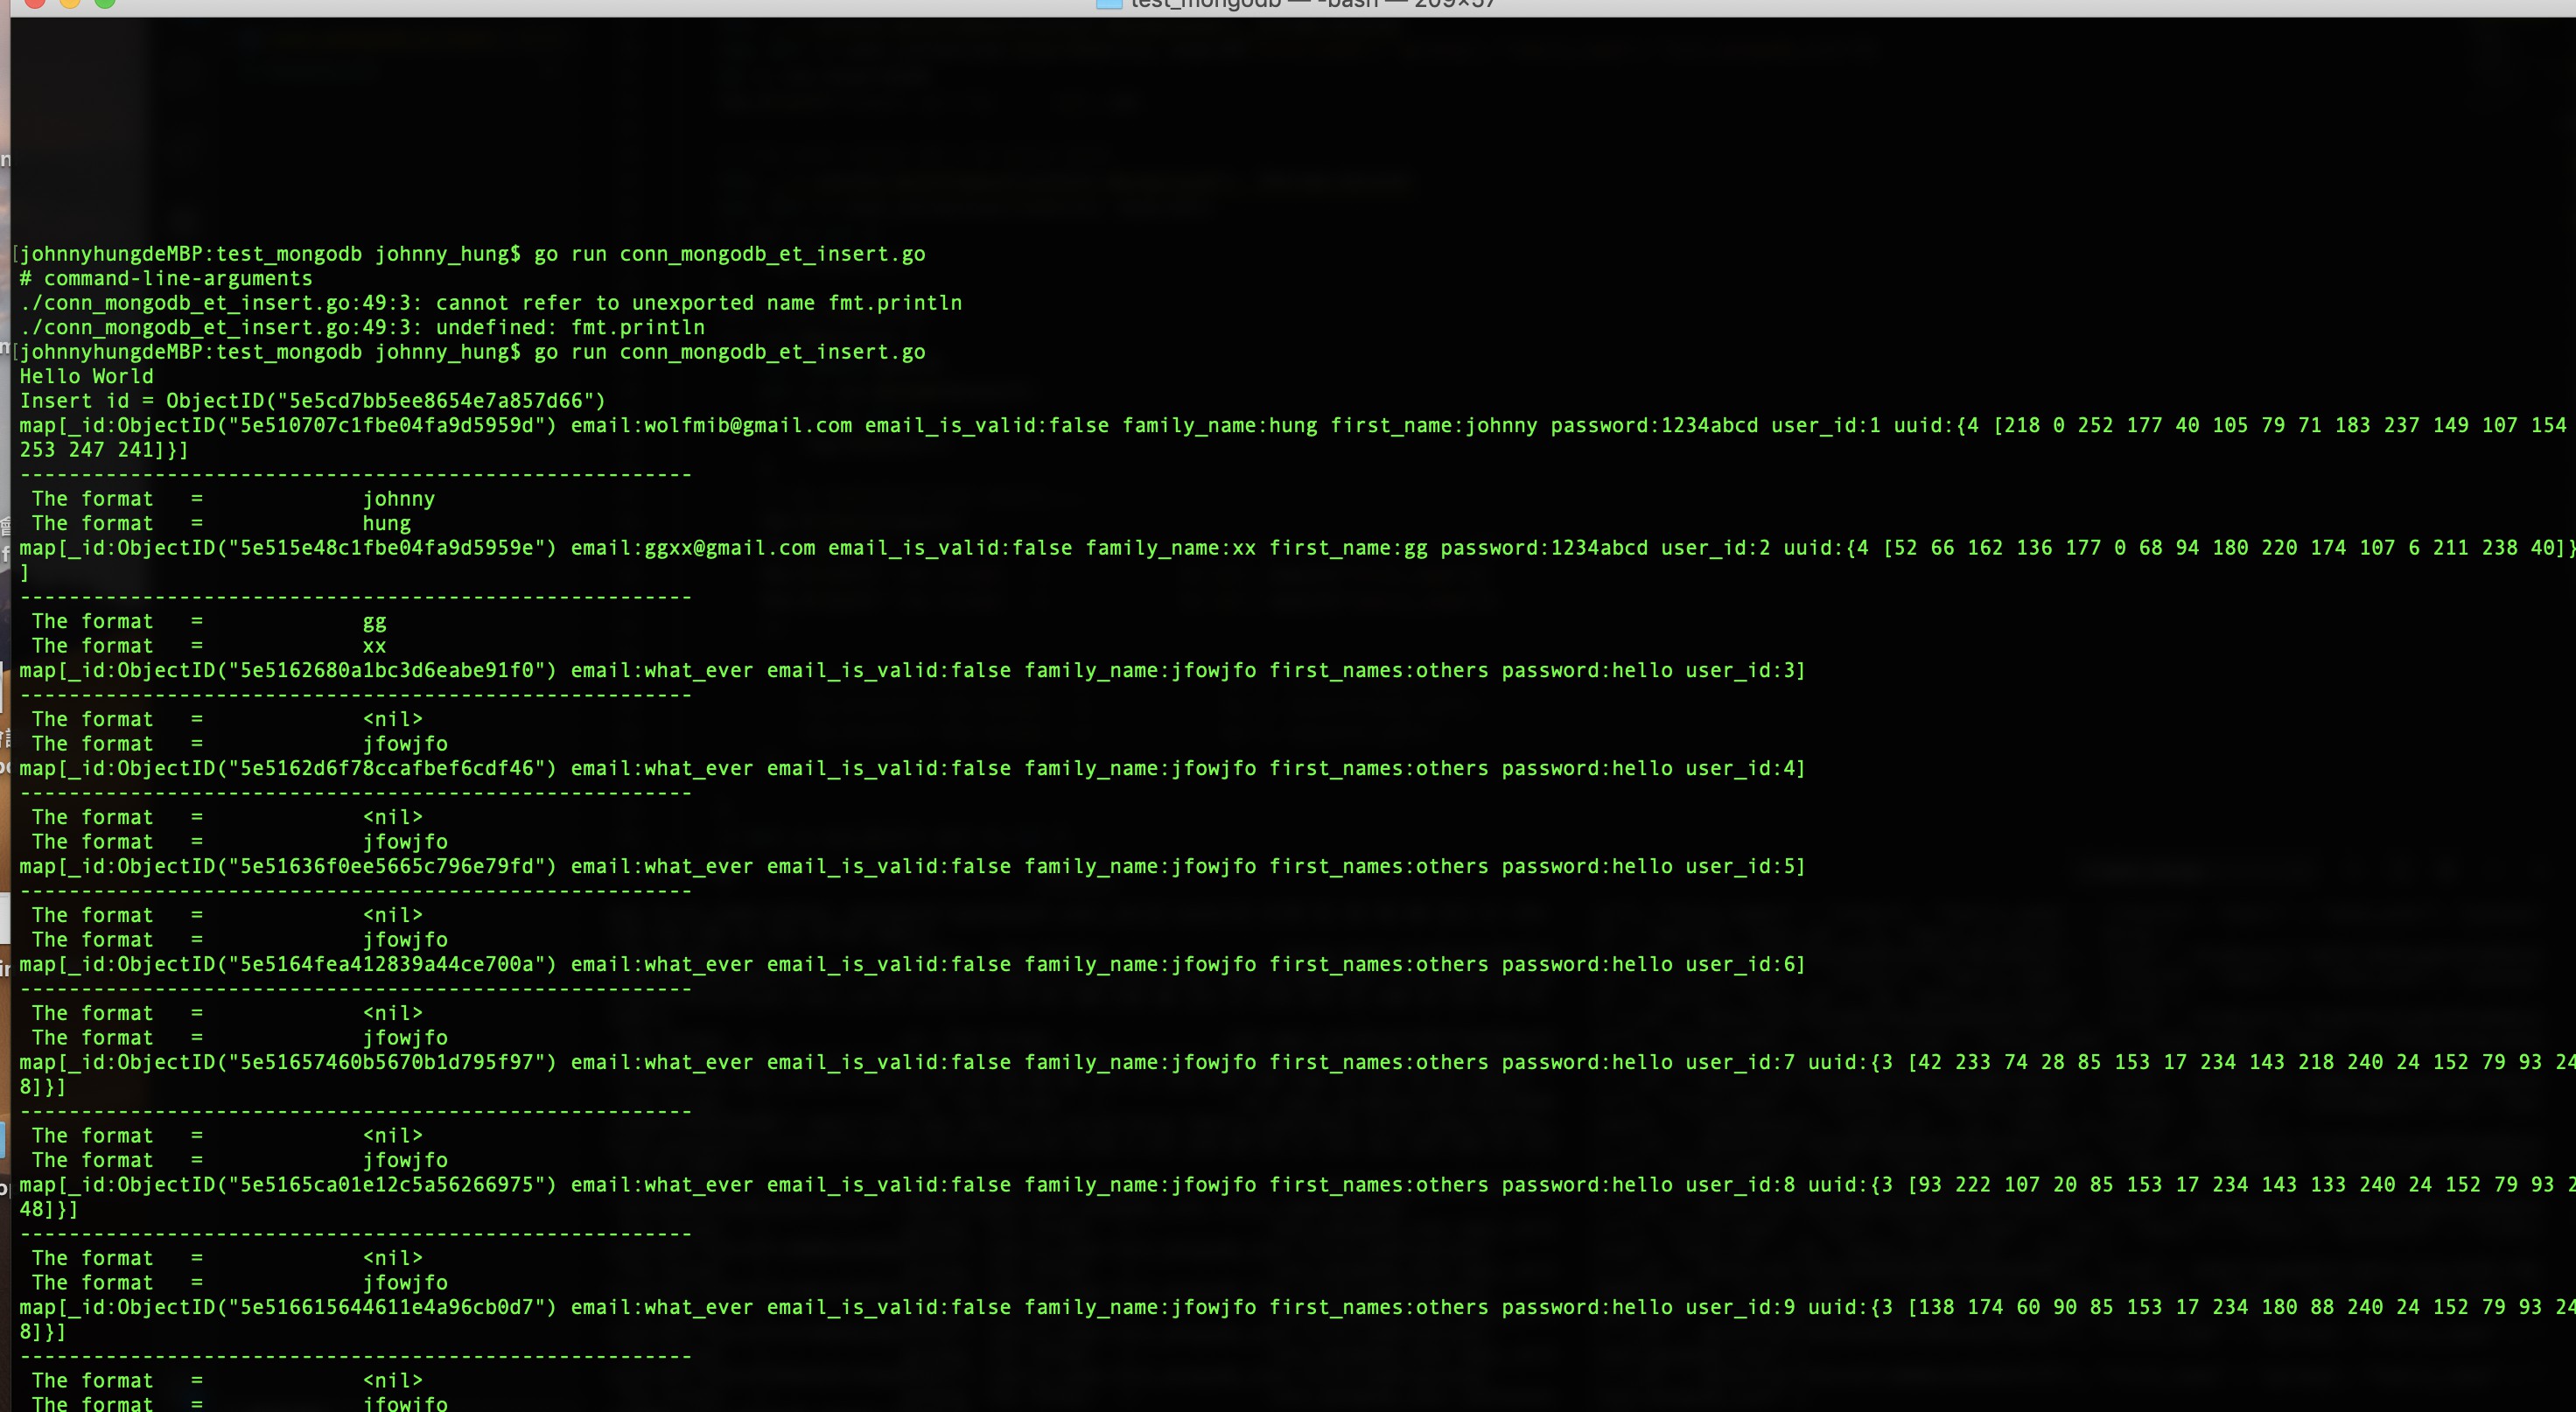 test_mongodb — -bash — 209×57
[johnnyhungdeMBP:test_mongodb johnny_hung$ go run conn_mongodb_et_insert.go
# command-line-arguments
./conn_mongodb_et_insert.go:49:3: cannot refer to unexported name fmt.println
./conn_mongodb_et_insert.go:49:3: undefined: fmt.println
[johnnyhungdeMBP:test_mongodb johnny_hung$ go run conn_mongodb_et_insert.go
Hello World
Insert id = ObjectID("5e5cd7bb5ee8654e7a857d66")
map[_id:ObjectID("5e510707c1fbe04fa9d5959d") email:wolfmib@gmail.com email_is_valid:false family_name:hung first_name:johnny password:1234abcd user_id:1 uuid:{4 [218 0 252 177 40 105 79 71 183 237 149 107 154
253 247 241]}]
-------------------------------------------------------
The format = johnny
The format = hung
map[_id:ObjectID("5e515e48c1fbe04fa9d5959e") email:ggxx@gmail.com email_is_valid:false family_name:xx first_name:gg password:1234abcd user_id:2 uuid:{4 [52 66 162 136 177 0 68 94 180 220 174 107 6 211 238 40]}
]
-------------------------------------------------------
The format = gg
The format = xx
map[_id:ObjectID("5e5162680a1bc3d6eabe91f0") email:what_ever email_is_valid:false family_name:jfowjfo first_names:others password:hello user_id:3]
-------------------------------------------------------
The format = <nil>
The format = jfowjfo
map[_id:ObjectID("5e5162d6f78ccafbef6cdf46") email:what_ever email_is_valid:false family_name:jfowjfo first_names:others password:hello user_id:4]
-------------------------------------------------------
The format = <nil>
The format = jfowjfo
map[_id:ObjectID("5e51636f0ee5665c796e79fd") email:what_ever email_is_valid:false family_name:jfowjfo first_names:others password:hello user_id:5]
-------------------------------------------------------
The format = <nil>
The format = jfowjfo
map[_id:ObjectID("5e5164fea412839a44ce700a") email:what_ever email_is_valid:false family_name:jfowjfo first_names:others password:hello user_id:6]
-------------------------------------------------------
The format = <nil>
The format = jfowjfo
map[_id:ObjectID("5e51657460b5670b1d795f97") email:what_ever email_is_valid:false family_name:jfowjfo first_names:others password:hello user_id:7 uuid:{3 [42 233 74 28 85 153 17 234 143 218 240 24 152 79 93 24
8]}]
-------------------------------------------------------
The format = <nil>
The format = jfowjfo
map[_id:ObjectID("5e5165ca01e12c5a56266975") email:what_ever email_is_valid:false family_name:jfowjfo first_names:others password:hello user_id:8 uuid:{3 [93 222 107 20 85 153 17 234 143 133 240 24 152 79 93 2
48]}]
-------------------------------------------------------
The format = <nil>
The format = jfowjfo
map[_id:ObjectID("5e516615644611e4a96cb0d7") email:what_ever email_is_valid:false family_name:jfowjfo first_names:others password:hello user_id:9 uuid:{3 [138 174 60 90 85 153 17 234 180 88 240 24 152 79 93 24
8]}]
-------------------------------------------------------
The format = <nil>
The format = jfowjfo